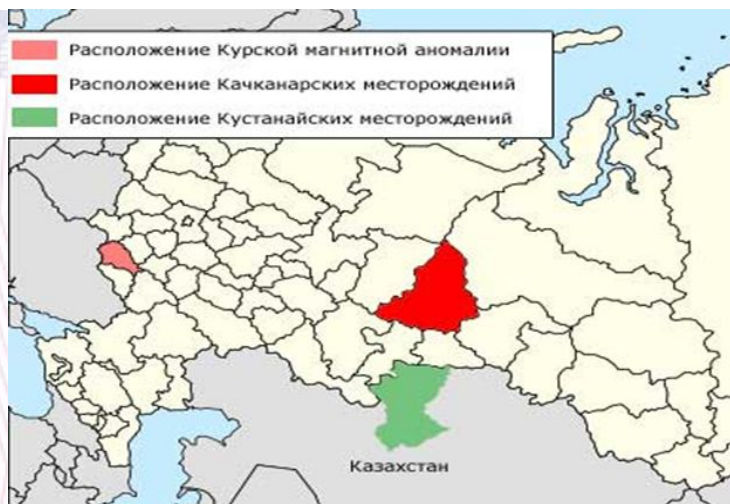 Расположение Курской магнитной аномалии
Расположение Качканарских месторождений
Расположение Кустанайских месторождений
Казахстан